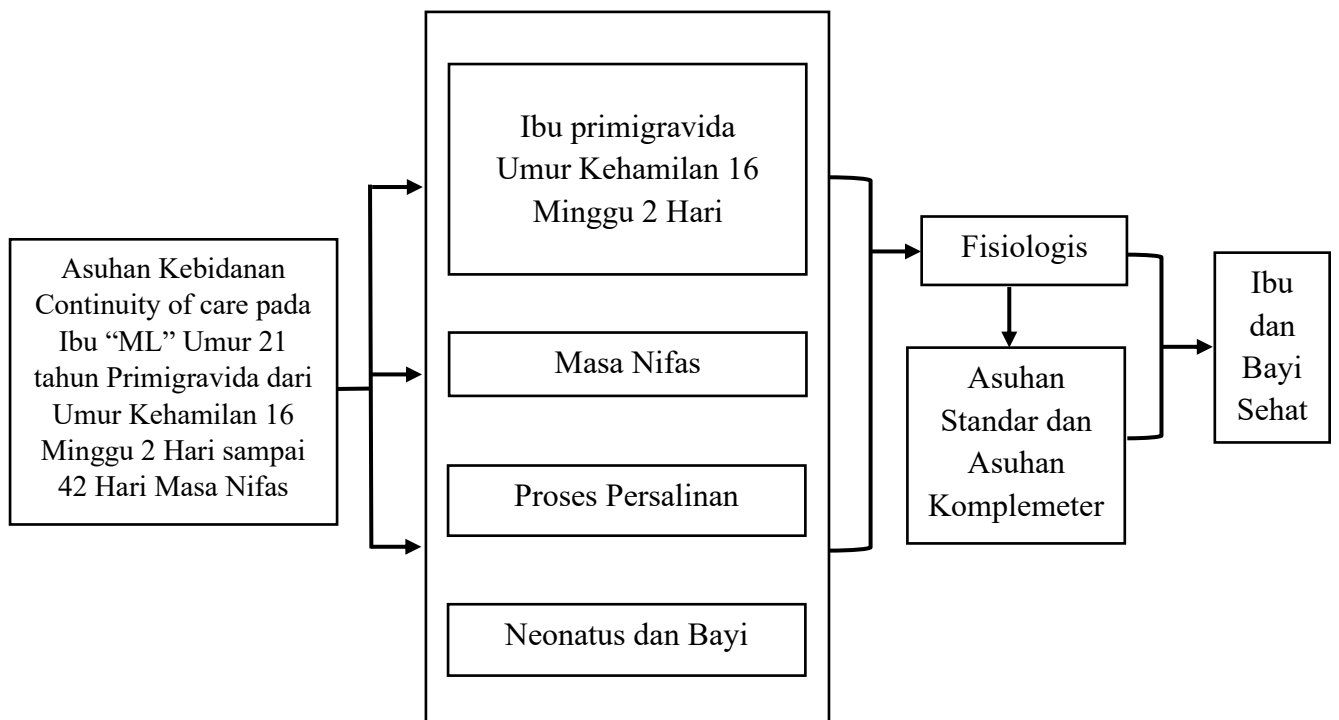 Asuhan Kebidanan
Continuity of care pada
Ibu “ML” Umur 21
tahun Primigravida dari
Umur Kehamilan 16
Minggu 2 Hari sampai
42 Hari Masa Nifas
Ibu primigravida
Umur Kehamilan 16
Minggu 2 Hari
Masa Nifas
Proses Persalinan
Neonatus dan Bayi
Fisiologis
Asuhan
Standar dan
Asuhan
Komplemeter
Ibu
dan
Bayi
Sehat